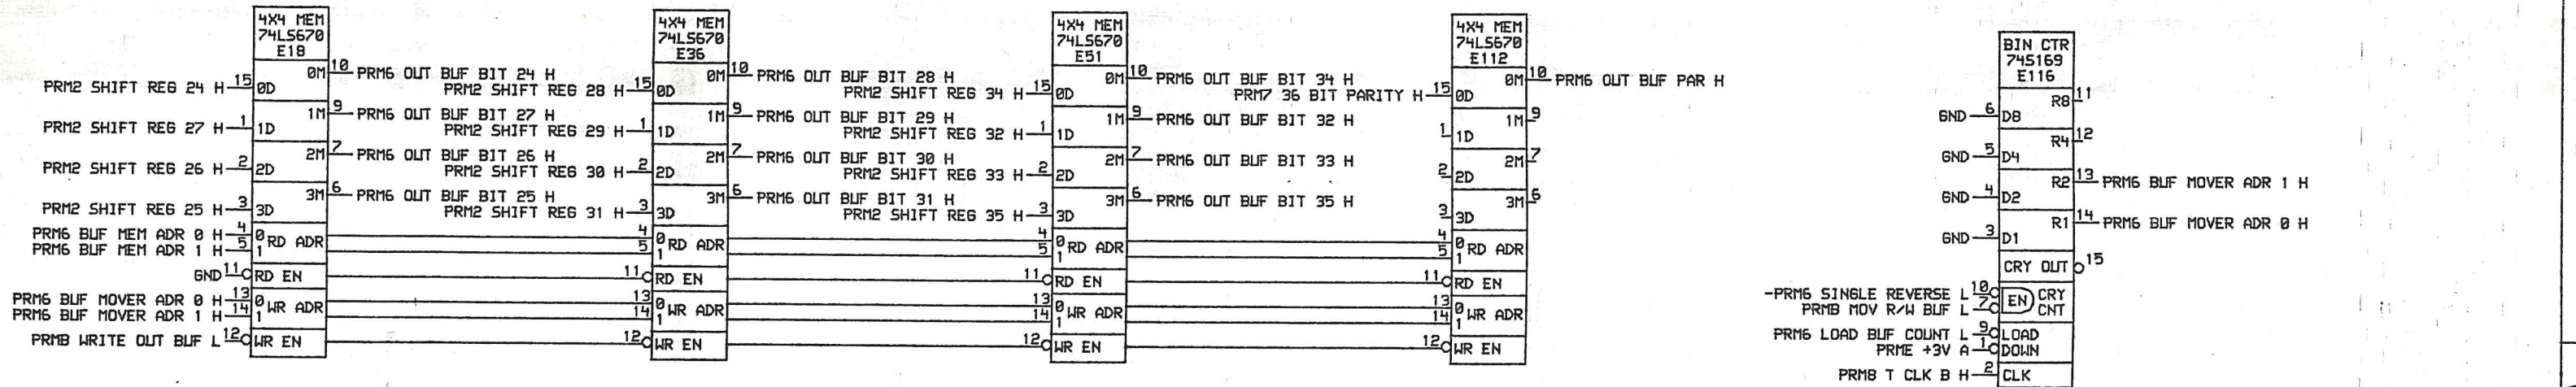 4X4 MEM
74LS670
E18
PRM2 SHIFT REG 24 H 15 0D 0M 10 PRM6 OUT BUF BIT 24 H
PRM2 SHIFT REG 27 H 1 1D 1M 9 PRM6 OUT BUF BIT 27 H
PRM2 SHIFT REG 26 H 2 2D 2M 7 PRM6 OUT BUF BIT 26 H
PRM2 SHIFT REG 25 H 3 3D 3M 6 PRM6 OUT BUF BIT 25 H
PRM6 BUF MEM ADR 0 H 4 0 RD ADR
PRM6 BUF MEM ADR 1 H 5 1
GND 11 RD EN
PRM6 BUF MOVER ADR 0 H 13 0 WR ADR
PRM6 BUF MOVER ADR 1 H 14 1
PRMB WRITE OUT BUF L 12 WR EN
4X4 MEM
74LS670
E36
PRM2 SHIFT REG 28 H 15 0D 0M 10 PRM6 OUT BUF BIT 28 H
PRM2 SHIFT REG 29 H 1 1D 1M 9 PRM6 OUT BUF BIT 29 H
PRM2 SHIFT REG 30 H 2 2D 2M 7 PRM6 OUT BUF BIT 30 H
PRM2 SHIFT REG 31 H 3 3D 3M 6 PRM6 OUT BUF BIT 31 H
4 0 RD ADR
5 1
11 RD EN
13 0 WR ADR
14 1
12 WR EN
4X4 MEM
74LS670
E51
PRM2 SHIFT REG 34 H 15 0D 0M 10 PRM6 OUT BUF BIT 34 H
PRM2 SHIFT REG 32 H 1 1D 1M 9 PRM6 OUT BUF BIT 32 H
PRM2 SHIFT REG 33 H 2 2D 2M 7 PRM6 OUT BUF BIT 33 H
PRM2 SHIFT REG 35 H 3 3D 3M 6 PRM6 OUT BUF BIT 35 H
4 0 RD ADR
5 1
11 RD EN
13 0 WR ADR
14 1
12 WR EN
4X4 MEM
74LS670
E112
PRM7 36 BIT PARITY H 15 0D 0M 10 PRM6 OUT BUF PAR H
1 1D 1M 9
2 2D 2M 7
3 3D 3M 6
4 0 RD ADR
5 1
11 RD EN
13 0 WR ADR
14 1
12 WR EN
BIN CTR
74S169
E116
GND 6 D8 R8 11
GND 5 D4 R4 12
GND 4 D2 R2 13 PRM6 BUF MOVER ADR 1 H
GND 3 D1 R1 14 PRM6 BUF MOVER ADR 0 H
CRY OUT 15
-PRM6 SINGLE REVERSE L 10 EN CRY
PRMB MOV R/W BUF L 7 CNT
PRM6 LOAD BUF COUNT L 9 LOAD
PRME +3V A 1 DOWN
PRMB T CLK B H 2 CLK